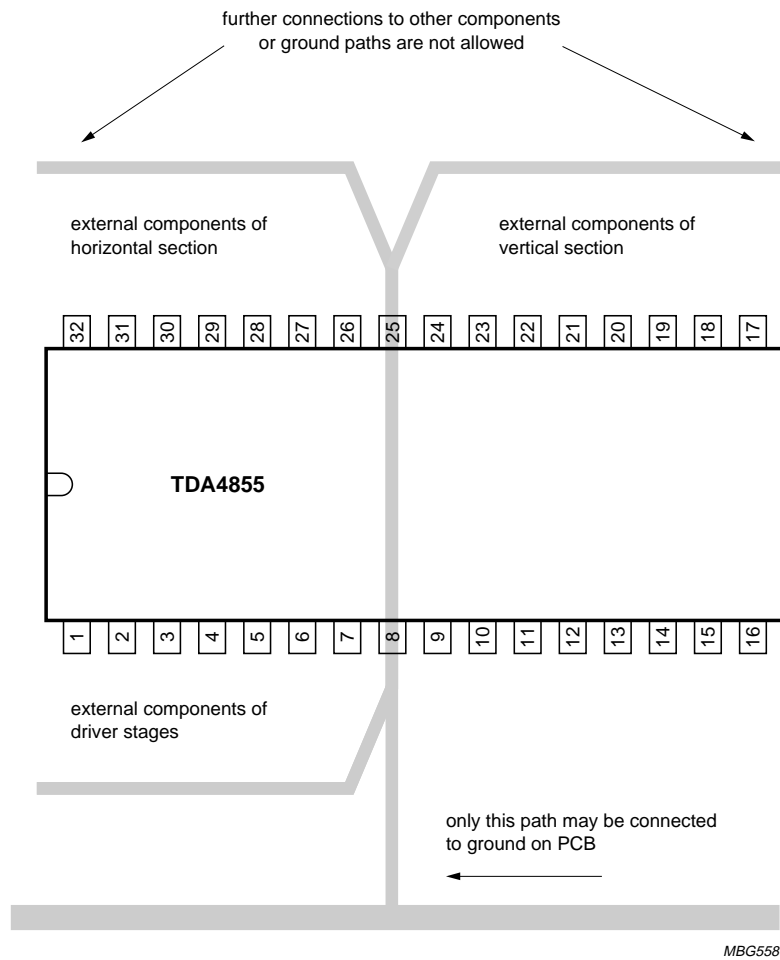 further connections to other components
or ground paths are not allowed
external components of
horizontal section
external components of
vertical section
32 31 30 29 28 27 26 25 24 23 22 21 20 19 18 17
TDA4855
1 2 3 4 5 6 7 8 9 10 11 12 13 14 15 16
external components of
driver stages
only this path may be connected
to ground on PCB
MBG558